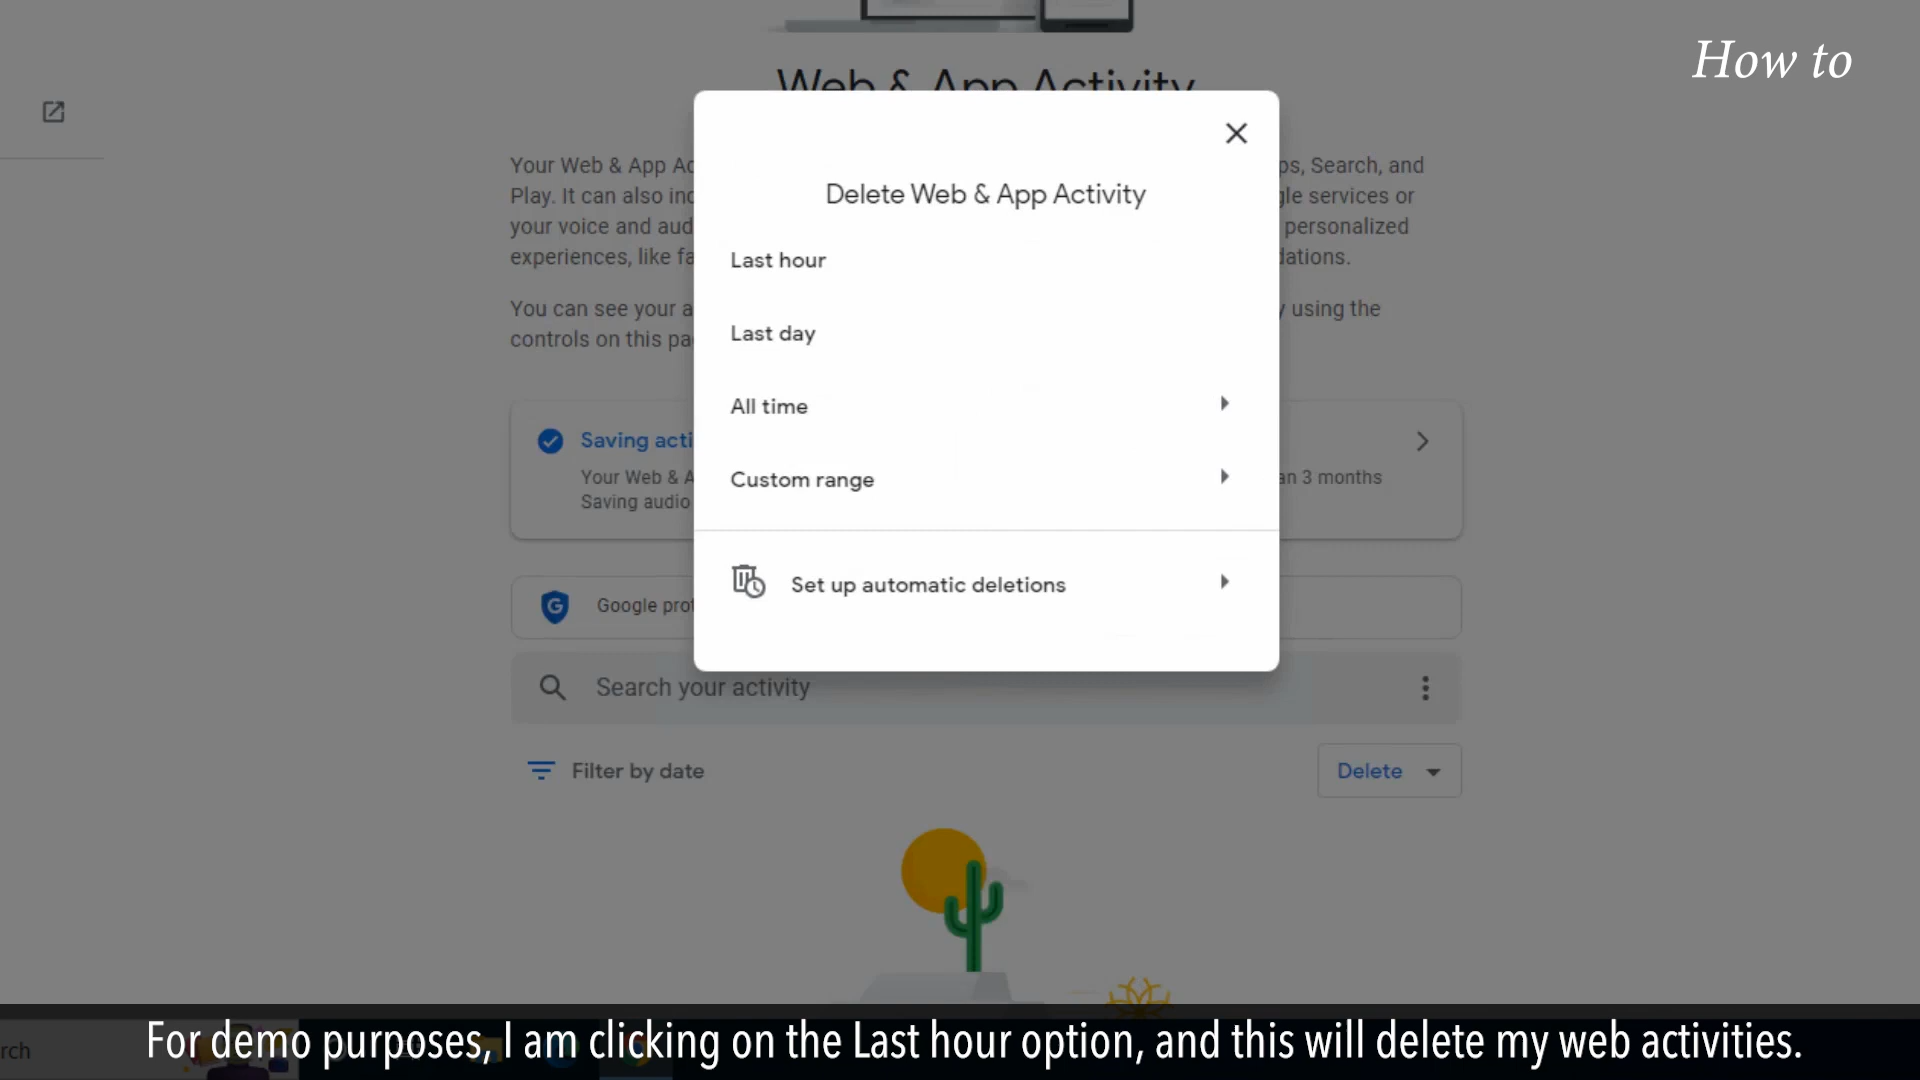 How to
Web & App Activity
Delete Web & App Activity
Your Web & App Ac
ps, Search, and
Play. It can also inc
gle services or
your voice and aud
personalized
experiences, like fa
dations.
Last hour
You can see your a
y using the
controls on this pa
Last day
All time
Saving acti
Your Web & A
an 3 months
Saving audio
Custom range
Set up automatic deletions
Google prot
Search your activity
Filter by date
Delete
rch
For demo purposes, I am clicking on the Last hour option, and this will delete my web activities.